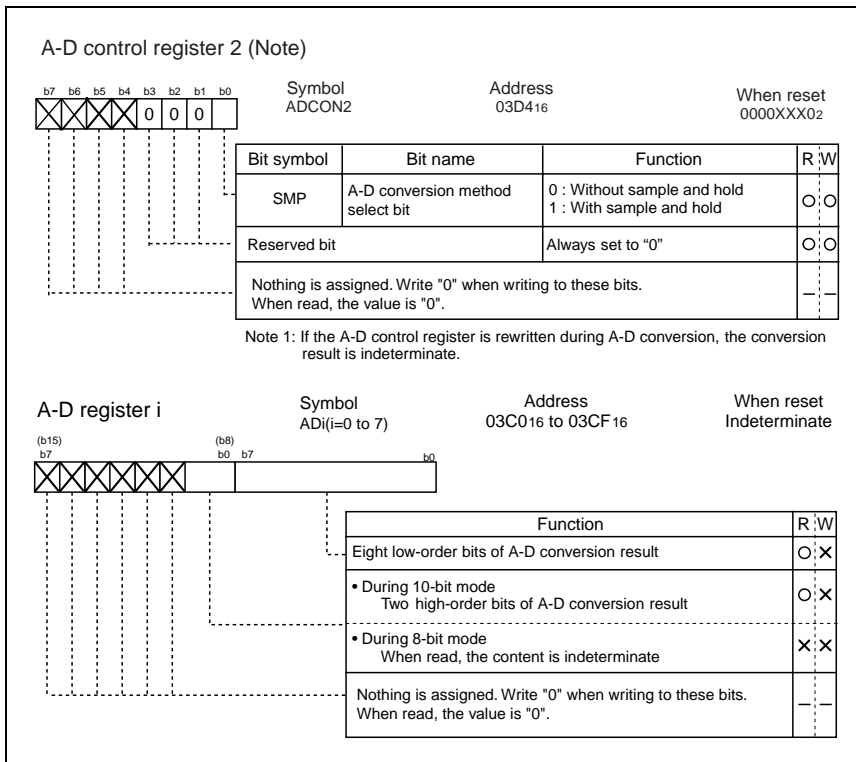 A-D control register 2 (Note)
b7 b6 b5 b4 b3 b2 b1 b0
0 0 0
Symbol Address When reset
ADCON2 03D416 0000XXX02
Bit symbol Bit name Function R W
SMP A-D conversion method select bit 0 : Without sample and hold
1 : With sample and hold
Reserved bit Always set to “0”
Nothing is assigned. Write "0" when writing to these bits.
When read, the value is "0".
Note 1: If the A-D control register is rewritten during A-D conversion, the conversion
result is indeterminate.
A-D register i
Symbol Address When reset
ADi(i=0 to 7) 03C016 to 03CF16 Indeterminate
(b15) (b8)
b7 b0 b7 b0
Function R W
Eight low-order bits of A-D conversion result
• During 10-bit mode
Two high-order bits of A-D conversion result
• During 8-bit mode
When read, the content is indeterminate
Nothing is assigned. Write "0" when writing to these bits.
When read, the value is "0".